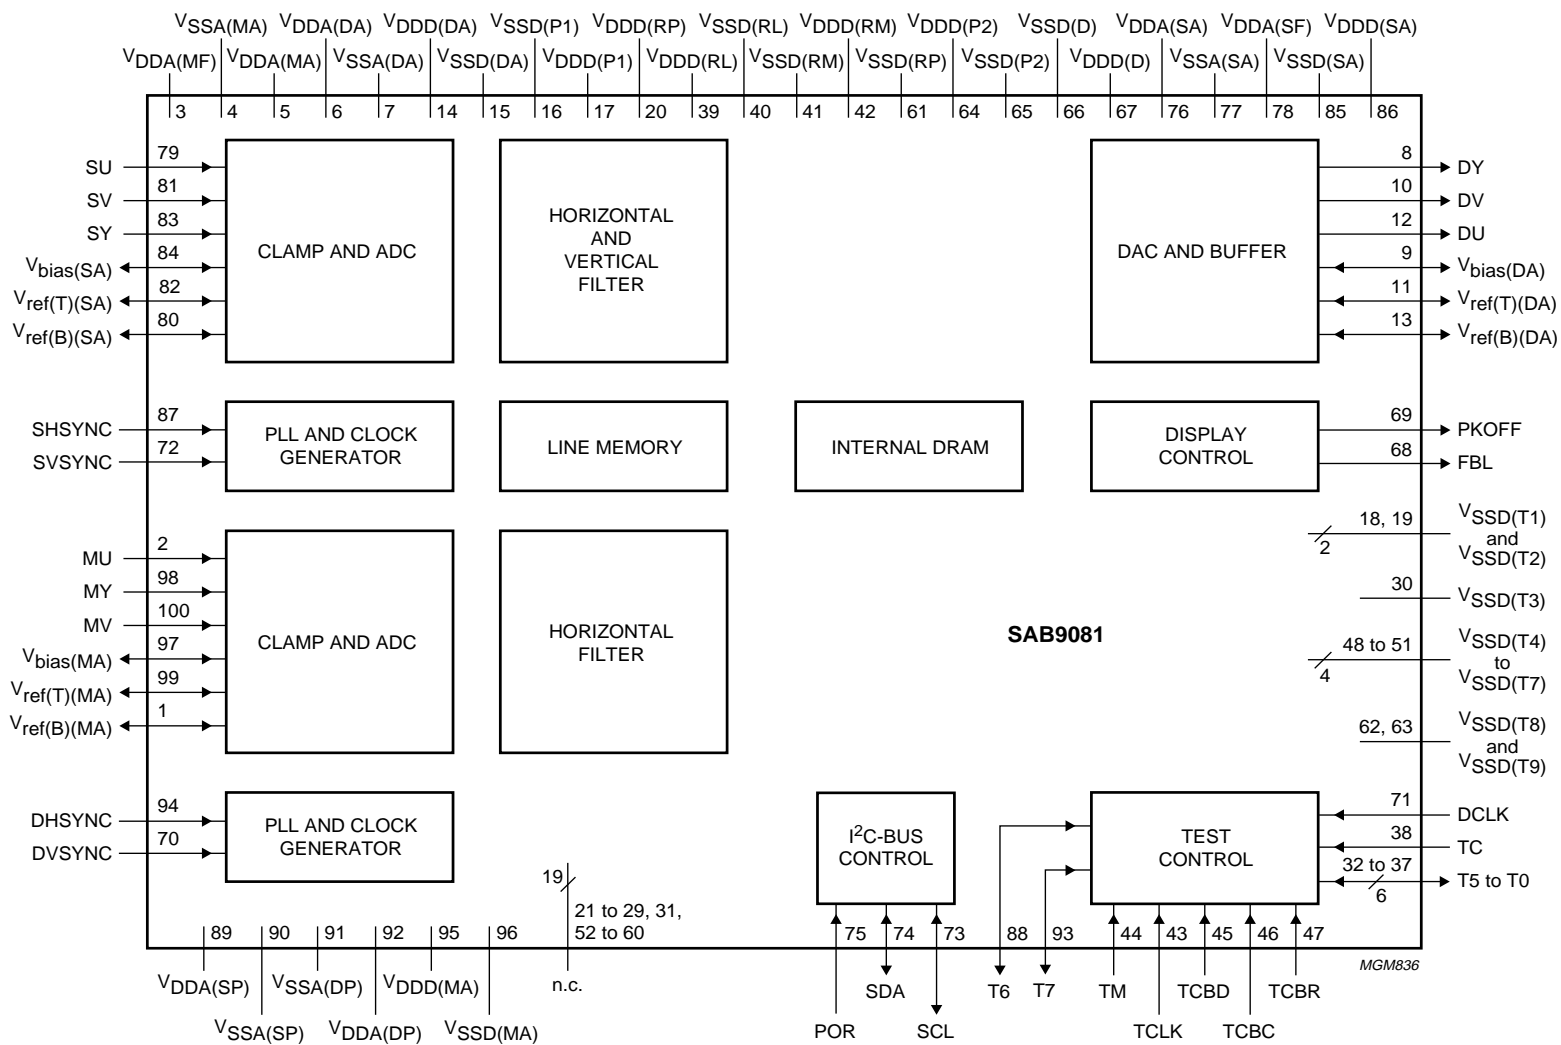 VSSA(MA) VDDA(DA) VDDD(DA) VSSD(P1) VDDD(RP) VSSD(RL) VDDD(RM) VDDD(P2) VSSD(D) VDDA(SA) VDDA(SF) VDDD(SA)
VDDA(MF) VDDA(MA) VSSA(DA) VSSD(DA) VDDD(P1) VDDD(RL) VSSD(RM) VSSD(RP) VSSD(P2) VDDD(D) VSSA(SA) VSSD(SA)
3 4 5 6 7 14 15 16 17 20 39 40 41 42 61 64 65 66 67 76 77 78 85 86
SU 79
SV 81
SY 83
Vbias(SA) 84
Vref(T)(SA) 82
Vref(B)(SA) 80
CLAMP AND ADC
HORIZONTAL
AND
VERTICAL
FILTER
DAC AND BUFFER
8 DY
10 DV
12 DU
9 Vbias(DA)
11 Vref(T)(DA)
13 Vref(B)(DA)
SHSYNC 87
SVSYNC 72
PLL AND CLOCK
GENERATOR
LINE MEMORY
INTERNAL DRAM
DISPLAY
CONTROL
69 PKOFF
68 FBL
18, 19 VSSD(T1)
and
2 VSSD(T2)
30 VSSD(T3)
48 to 51 VSSD(T4)
to
4 VSSD(T7)
62, 63 VSSD(T8)
and
VSSD(T9)
MU 2
MY 98
MV 100
Vbias(MA) 97
Vref(T)(MA) 99
Vref(B)(MA) 1
CLAMP AND ADC
HORIZONTAL
FILTER
SAB9081
DHSYNC 94
DVSYNC 70
PLL AND CLOCK
GENERATOR
I2C-BUS
CONTROL
TEST
CONTROL
71 DCLK
38 TC
32 to 37
6 T5 to T0
19
21 to 29, 31,
52 to 60
89 90 91 92 95 96 75 74 73 88 93 44 43 45 46 47
MGM836
VDDA(SP) VSSA(DP) VDDD(MA) n.c. SDA T6 T7 TM TCBD TCBR
VSSA(SP) VDDA(DP) VSSD(MA) POR SCL TCLK TCBC